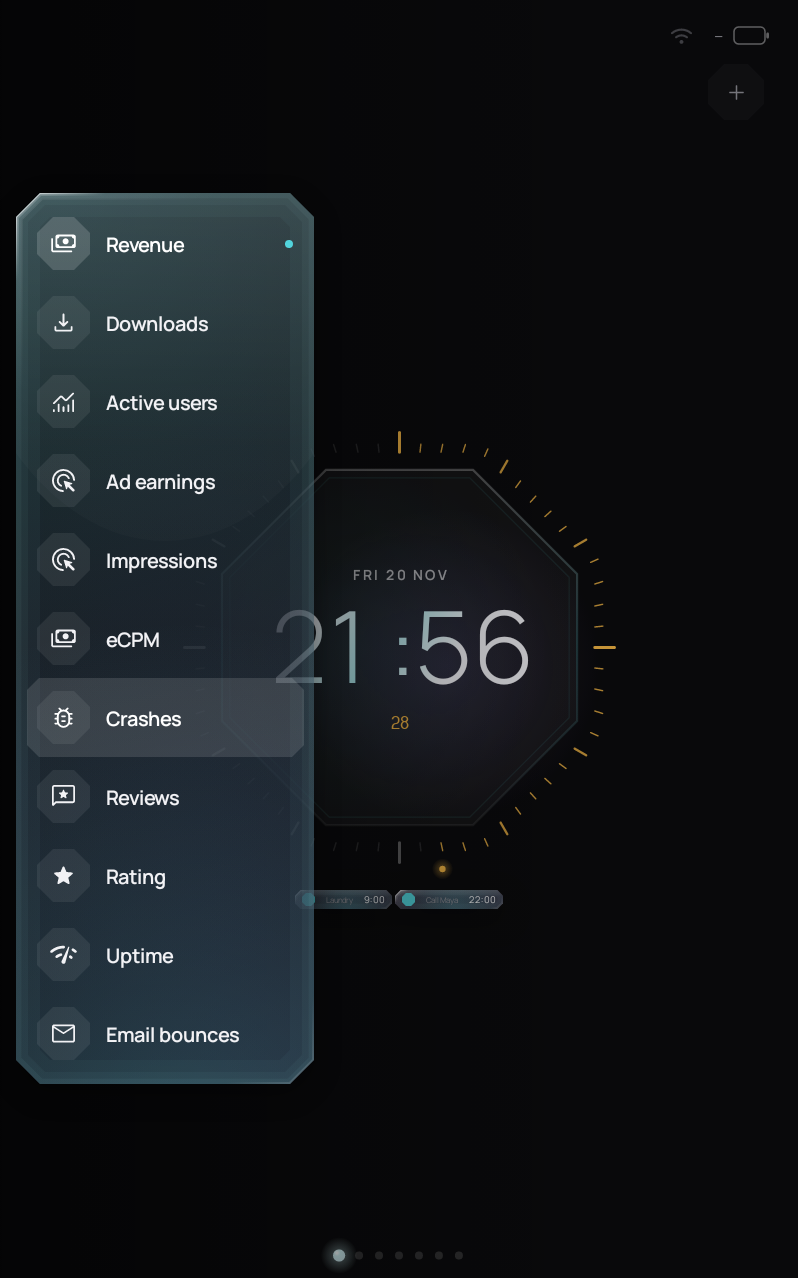 –
+
Revenue
Downloads
Active users
Ad earnings
Impressions
eCPM
Crashes
Reviews
Rating
Uptime
Email bounces
FRI 20 NOV
21 :56
28
Laundry 9:00
Call Maya 22:00